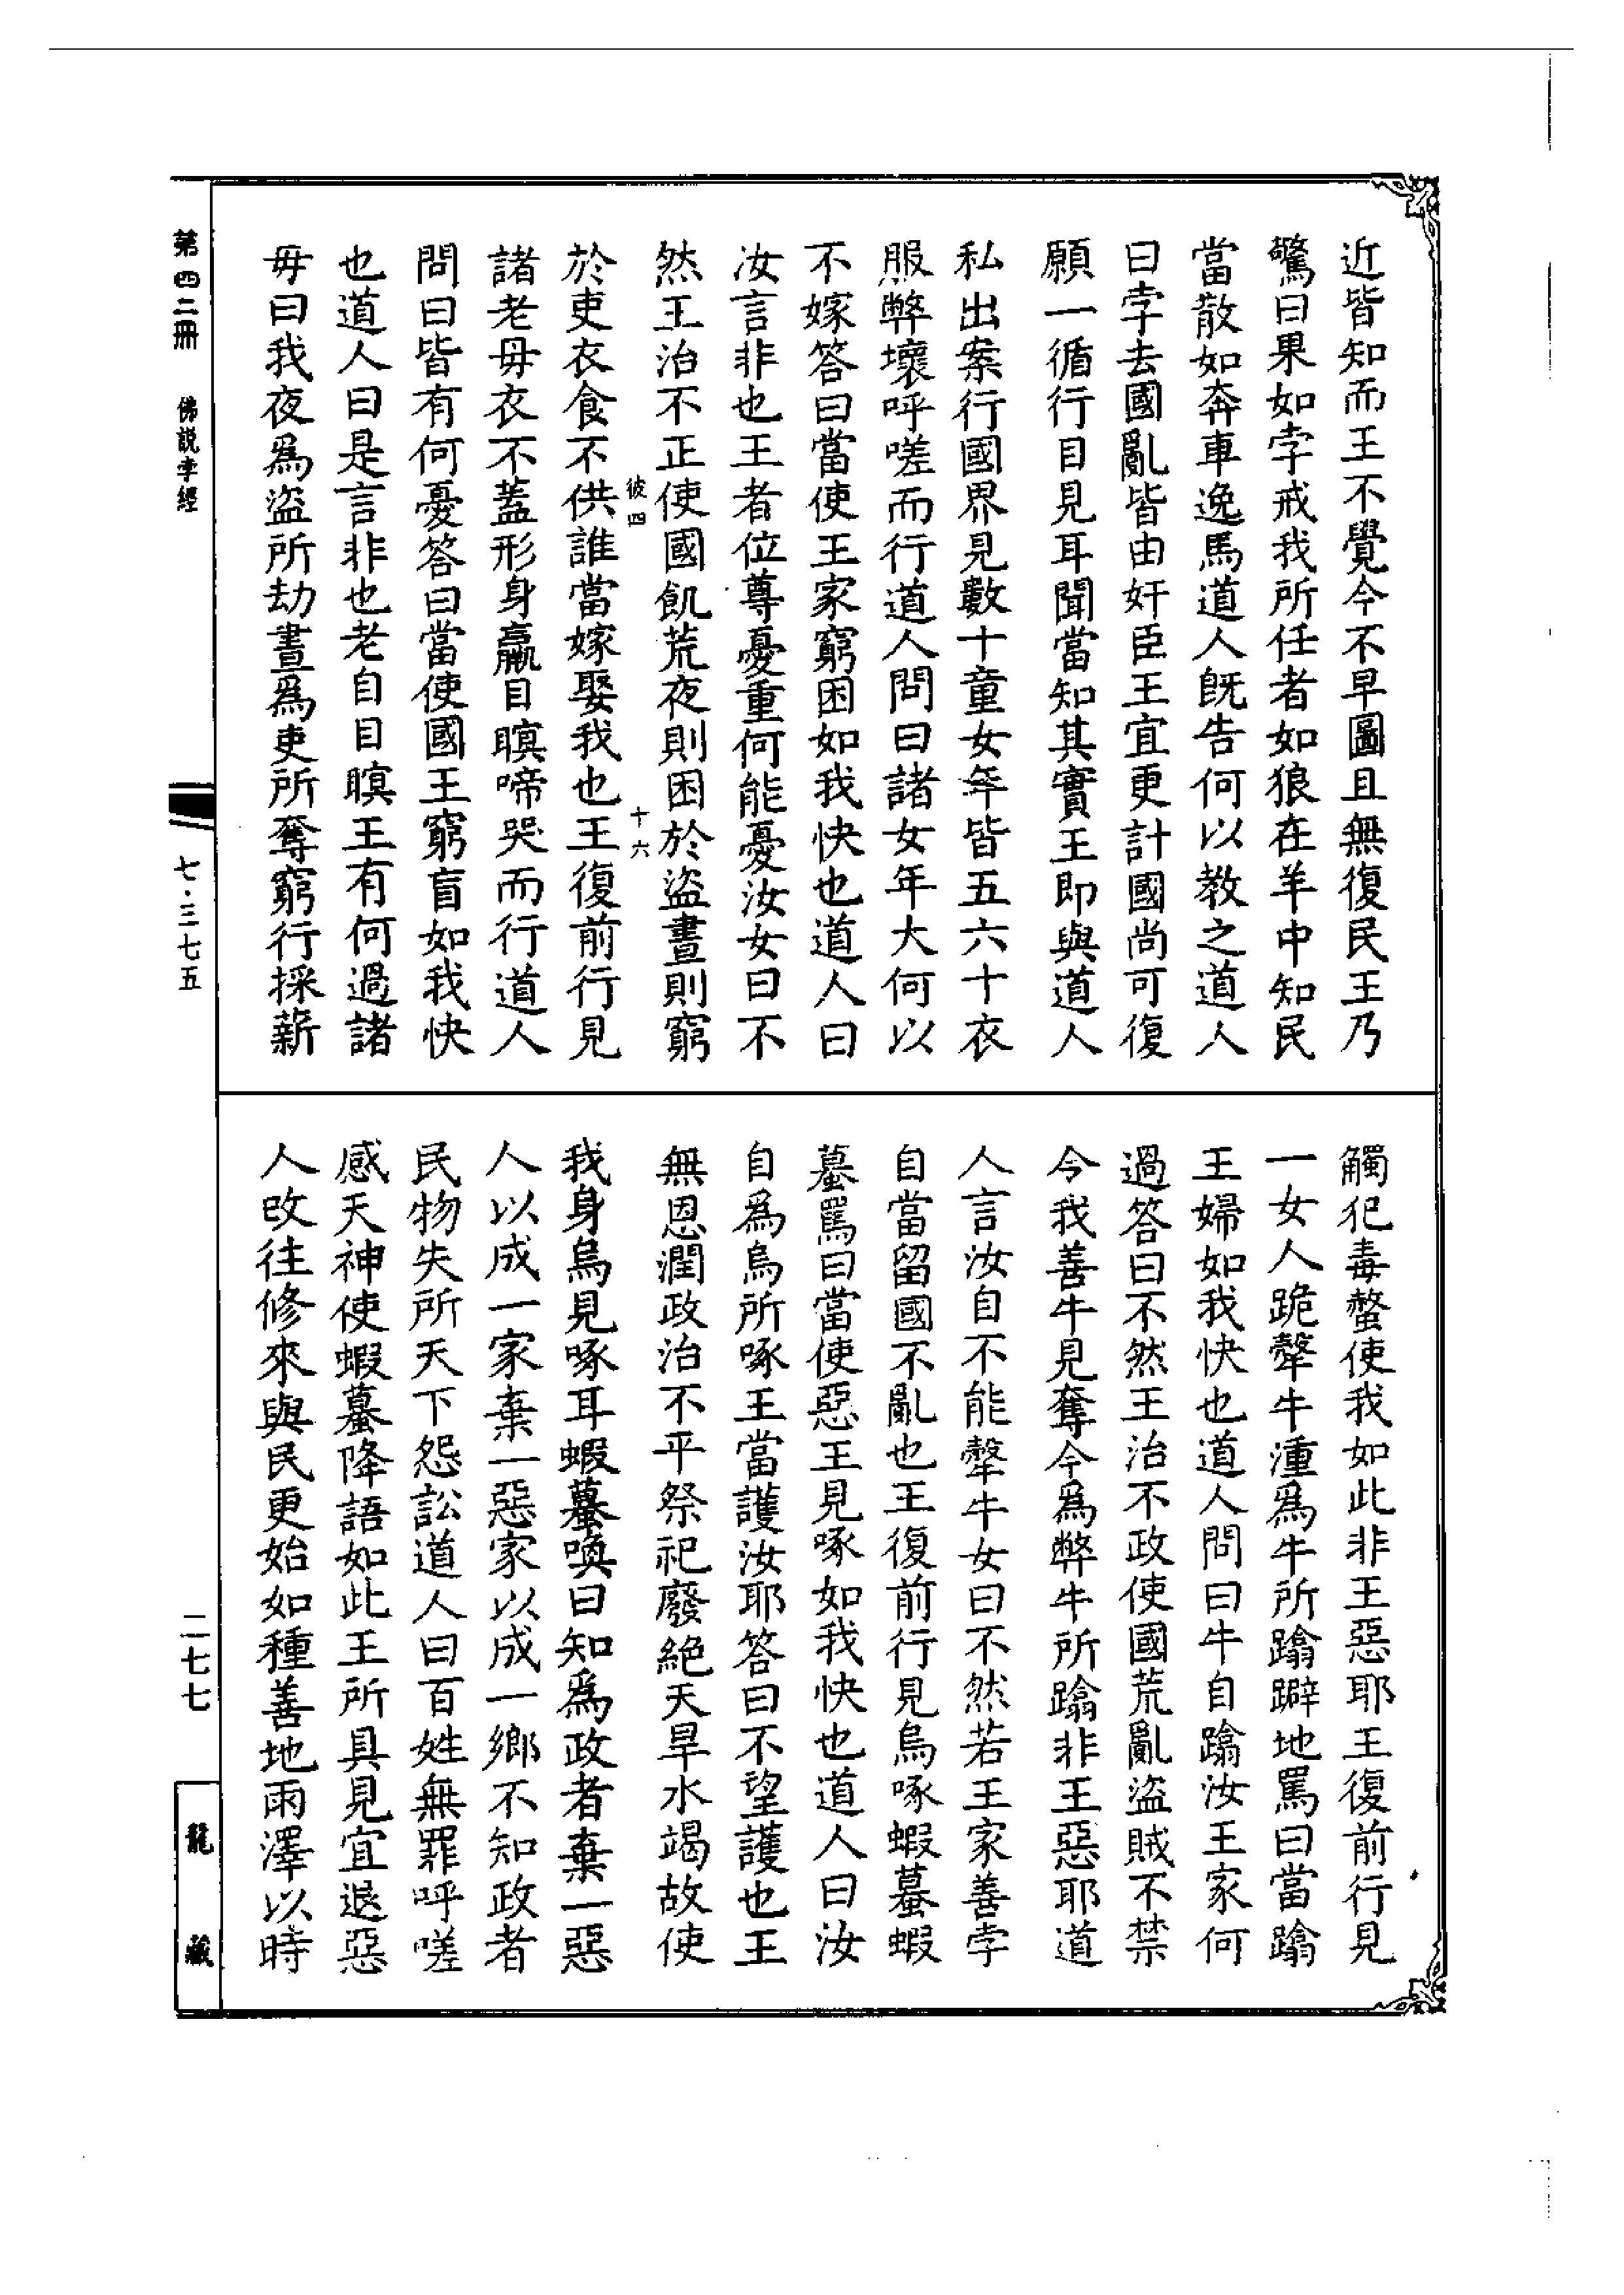 近皆知而王不覺今不早圖且無復民王乃
驚曰果如孛戒我所任者如狼在羊中知民
當散如奔車逸馬道人旣告何以教之道人
曰孛去國亂皆由奸臣王宜更計國尚可復
願一循行目見耳聞當知其實王即與道人
私出案行國界見數十童女年皆五六十衣
服弊壞呼嗟而行道人問曰諸女年大何以
不嫁答曰當使王家窮困如我快也道人曰
汝言非也王者位尊憂重何能憂汝女曰不
然王治不正使國飢荒夜則困於盜晝則窮
彼四
十六
於吏衣食不供誰當嫁娶我也王復前行見
諸老母衣不蓋形身羸目瞑啼哭而行道人
問曰皆有何憂答曰當使國王窮盲如我快
也道人曰是言非也老自目瞑王有何過諸
母曰我夜爲盜所劫晝爲吏所奪窮行採薪
觸犯毒螫使我如此非王惡耶王復前行見
一女人跪𤚲牛湩爲牛所蹹躃地罵曰當蹹
王婦如我快也道人問曰牛自蹹汝王家何
過答曰不然王治不政使國荒亂盜賊不禁
令我善牛見奪今爲弊牛所蹹非王惡耶道
人言汝自不能𤚲牛女曰不然若王家善孛
自當留國不亂也王復前行見烏啄蝦蟇蝦
蟇罵曰當使惡王見啄如我快也道人曰汝
自爲烏所啄王當護汝耶答曰不望護也王
無恩潤政治不平祭祀廢絕天旱水竭故使
我身烏見啄耳蝦蟇喚曰知爲政者棄一惡
人以成一家棄一惡家以成一鄉不知政者
民物失所天下怨訟道人曰百姓無罪呼嗟
感天神使蝦蟇降語如此王所具見宜退惡
人改往修來與民更始如種善地雨澤以時
第四二冊 佛説孛經
七·三七五
二七七
龍藏